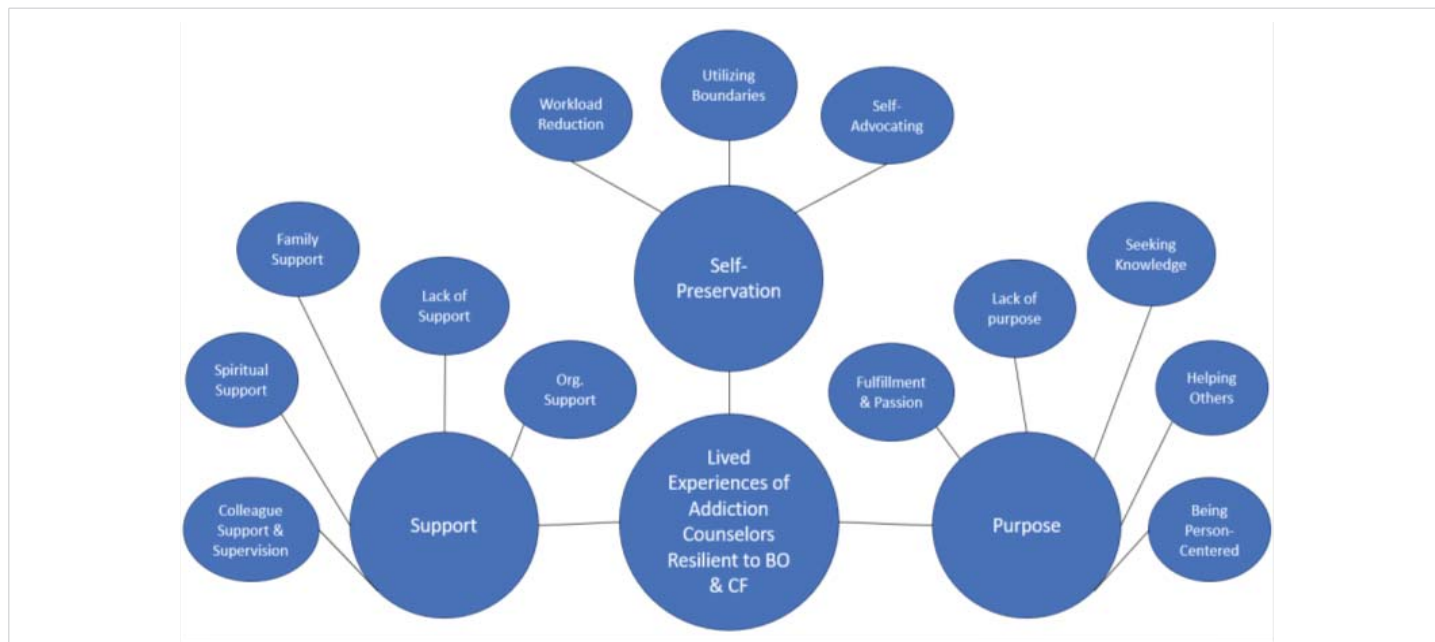 Utilizing
Boundaries
Workload
Reduction
Self-
Advocating
Self-
Preservation
Family
Support
Lack of
Support
Spiritual
Support
Org.
Support
Colleague
Support &
Supervision
Support
Lived
Experiences of
Addiction
Counselors
Resilient to BO
& CF
Seeking
Knowledge
Lack of
purpose
Fulfillment
& Passion
Helping
Others
Being
Person-
Centered
Purpose